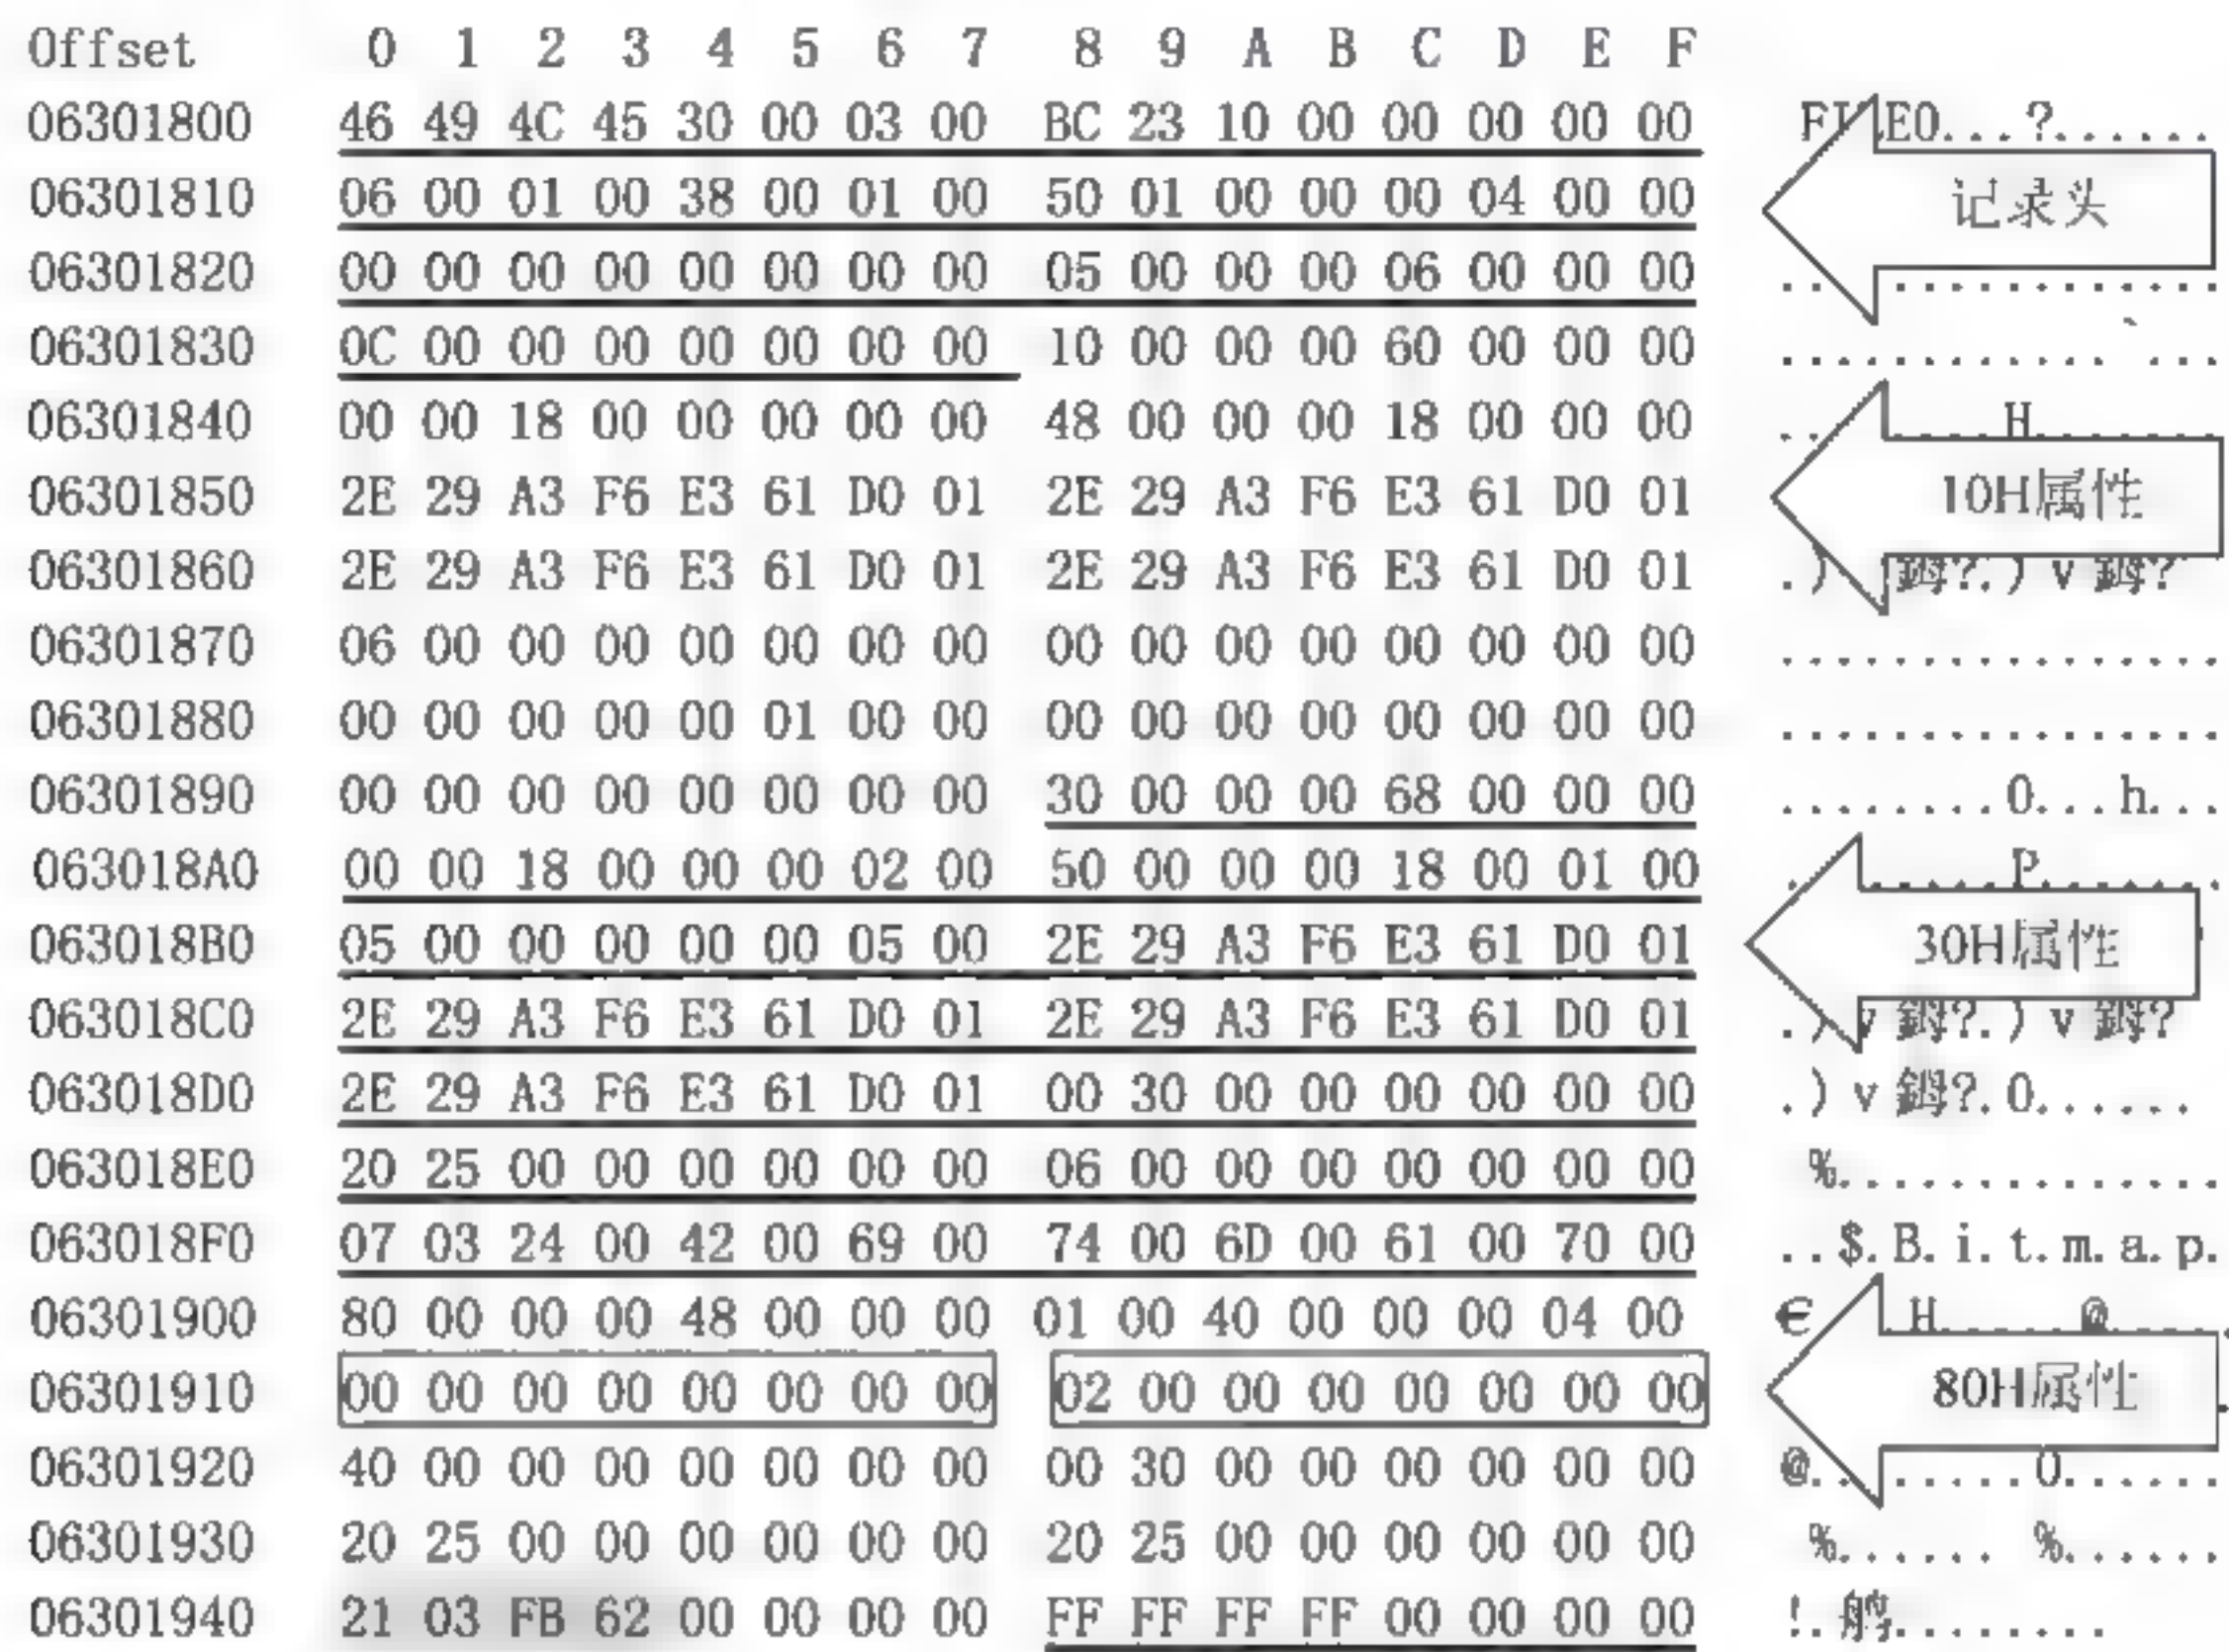 Offset 0 1 2 3 4 5 6 7 8 9 A B C D E F
06301800 46 49 4C 45 30 00 03 00 BC 23 10 00 00 00 00 00 FILE0...?......
06301810 06 00 01 00 38 00 01 00 50 01 00 00 00 04 00 00 记录头
06301820 00 00 00 00 00 00 00 00 05 00 00 00 06 00 00 00 ................
06301830 0C 00 00 00 00 00 00 00 10 00 00 00 60 00 00 00 ............`...
06301840 00 00 18 00 00 00 00 00 48 00 00 00 18 00 00 00 ........H.......
06301850 2E 29 A3 F6 E3 61 D0 01 2E 29 A3 F6 E3 61 D0 01 10H属性
06301860 2E 29 A3 F6 E3 61 D0 01 2E 29 A3 F6 E3 61 D0 01 .) ?.) v ?
06301870 06 00 00 00 00 00 00 00 00 00 00 00 00 00 00 00 ................
06301880 00 00 00 00 00 01 00 00 00 00 00 00 00 00 00 00 ................
06301890 00 00 00 00 00 00 00 00 30 00 00 00 68 00 00 00 ........0...h...
063018A0 00 00 18 00 00 00 02 00 50 00 00 00 18 00 01 00 ........P.......
063018B0 05 00 00 00 00 00 05 00 2E 29 A3 F6 E3 61 D0 01 30H属性
063018C0 2E 29 A3 F6 E3 61 D0 01 2E 29 A3 F6 E3 61 D0 01 .) v ?.) v ?
063018D0 2E 29 A3 F6 E3 61 D0 01 00 30 00 00 00 00 00 00 .) v ?.0......
063018E0 20 25 00 00 00 00 00 00 06 00 00 00 00 00 00 00 %..............
063018F0 07 03 24 00 42 00 69 00 74 00 6D 00 61 00 70 00 ..$.B.i.t.m.a.p.
06301900 80 00 00 00 48 00 00 00 01 00 40 00 00 00 04 00 € H.....@.....
06301910 00 00 00 00 00 00 00 00 02 00 00 00 00 00 00 00 80H属性
06301920 40 00 00 00 00 00 00 00 00 30 00 00 00 00 00 00 @........0......
06301930 20 25 00 00 00 00 00 00 20 25 00 00 00 00 00 00 %...... %......
06301940 21 03 FB 62 00 00 00 00 FF FF FF FF 00 00 00 00 !. .........